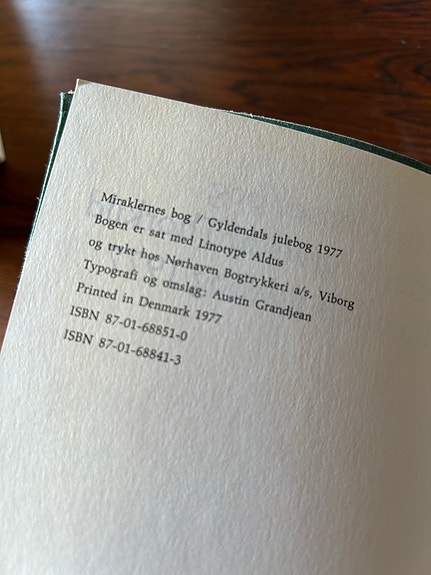 Miraklernes bog / Gyldendals julebog 1977
Bogen er sat med Linotype Aldus
og trykt hos Nørhaven Bogtrykkeri a/s, Viborg
Typografi og omslag: Austin Grandjean
Printed in Denmark 1977
ISBN 87-01-68851-0
ISBN 87-01-68841-3